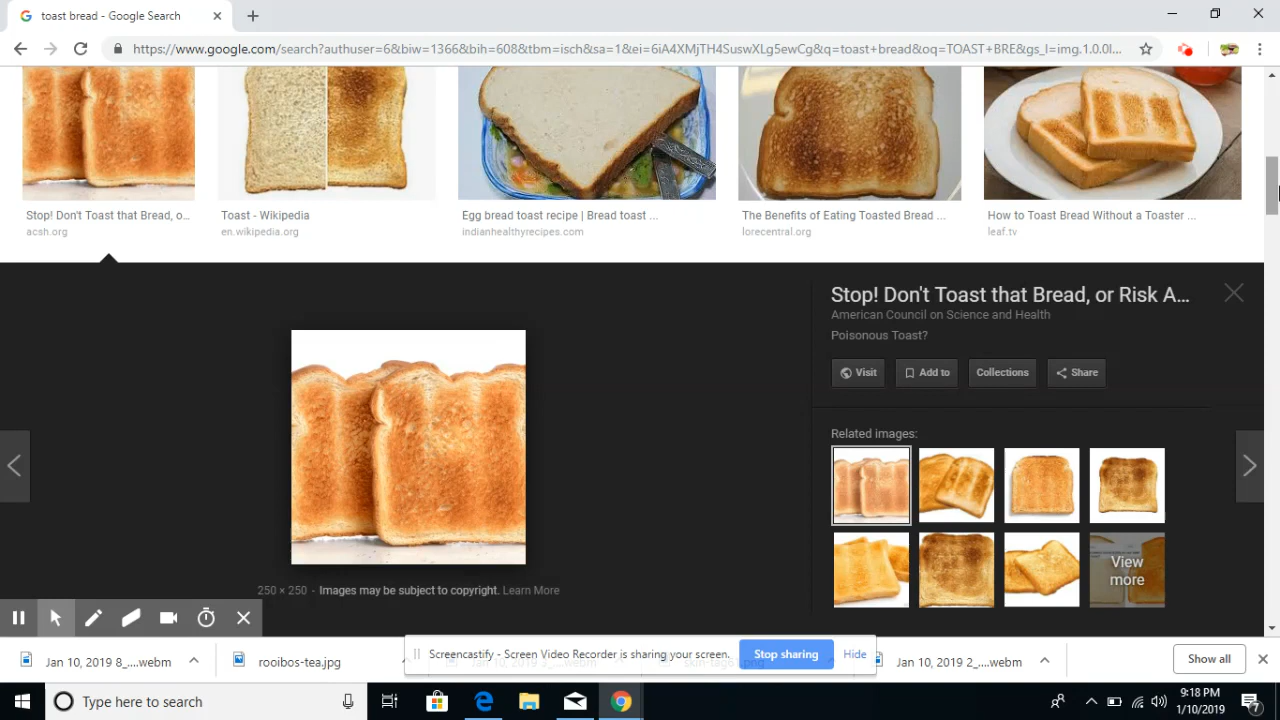 toast bread - Google Search
https://www.google.com/search?authuser=6&biw=1366&bih=608&tbm=isch&sa=1&ei=6iA4XMjTH4SuswXLg5ewCg&q=toast+bread&oq=TOAST+BRE&gs_l=img.1.0.0l...
Stop! Don't Toast that Bread, o...
acsh.org
Toast - Wikipedia
en.wikipedia.org
Egg bread toast recipe | Bread toast ...
indianhealthyrecipes.com
The Benefits of Eating Toasted Bread ...
lorecentral.org
How to Toast Bread Without a Toaster ...
leaf.tv
Stop! Don't Toast that Bread, or Risk A...
American Council on Science and Health
Poisonous Toast?
Visit
Add to
Collections
Share
Related images:
View more
250 × 250 - Images may be subject to copyright. Learn More
Jan 10, 2019 8_....webm
rooibos-tea.jpg
Screencastify - Screen Video Recorder is sharing your screen.
Stop sharing
Hide
Jan 10, 2019 2_....webm
Show all
Type here to search
9:18 PM
1/10/2019
7